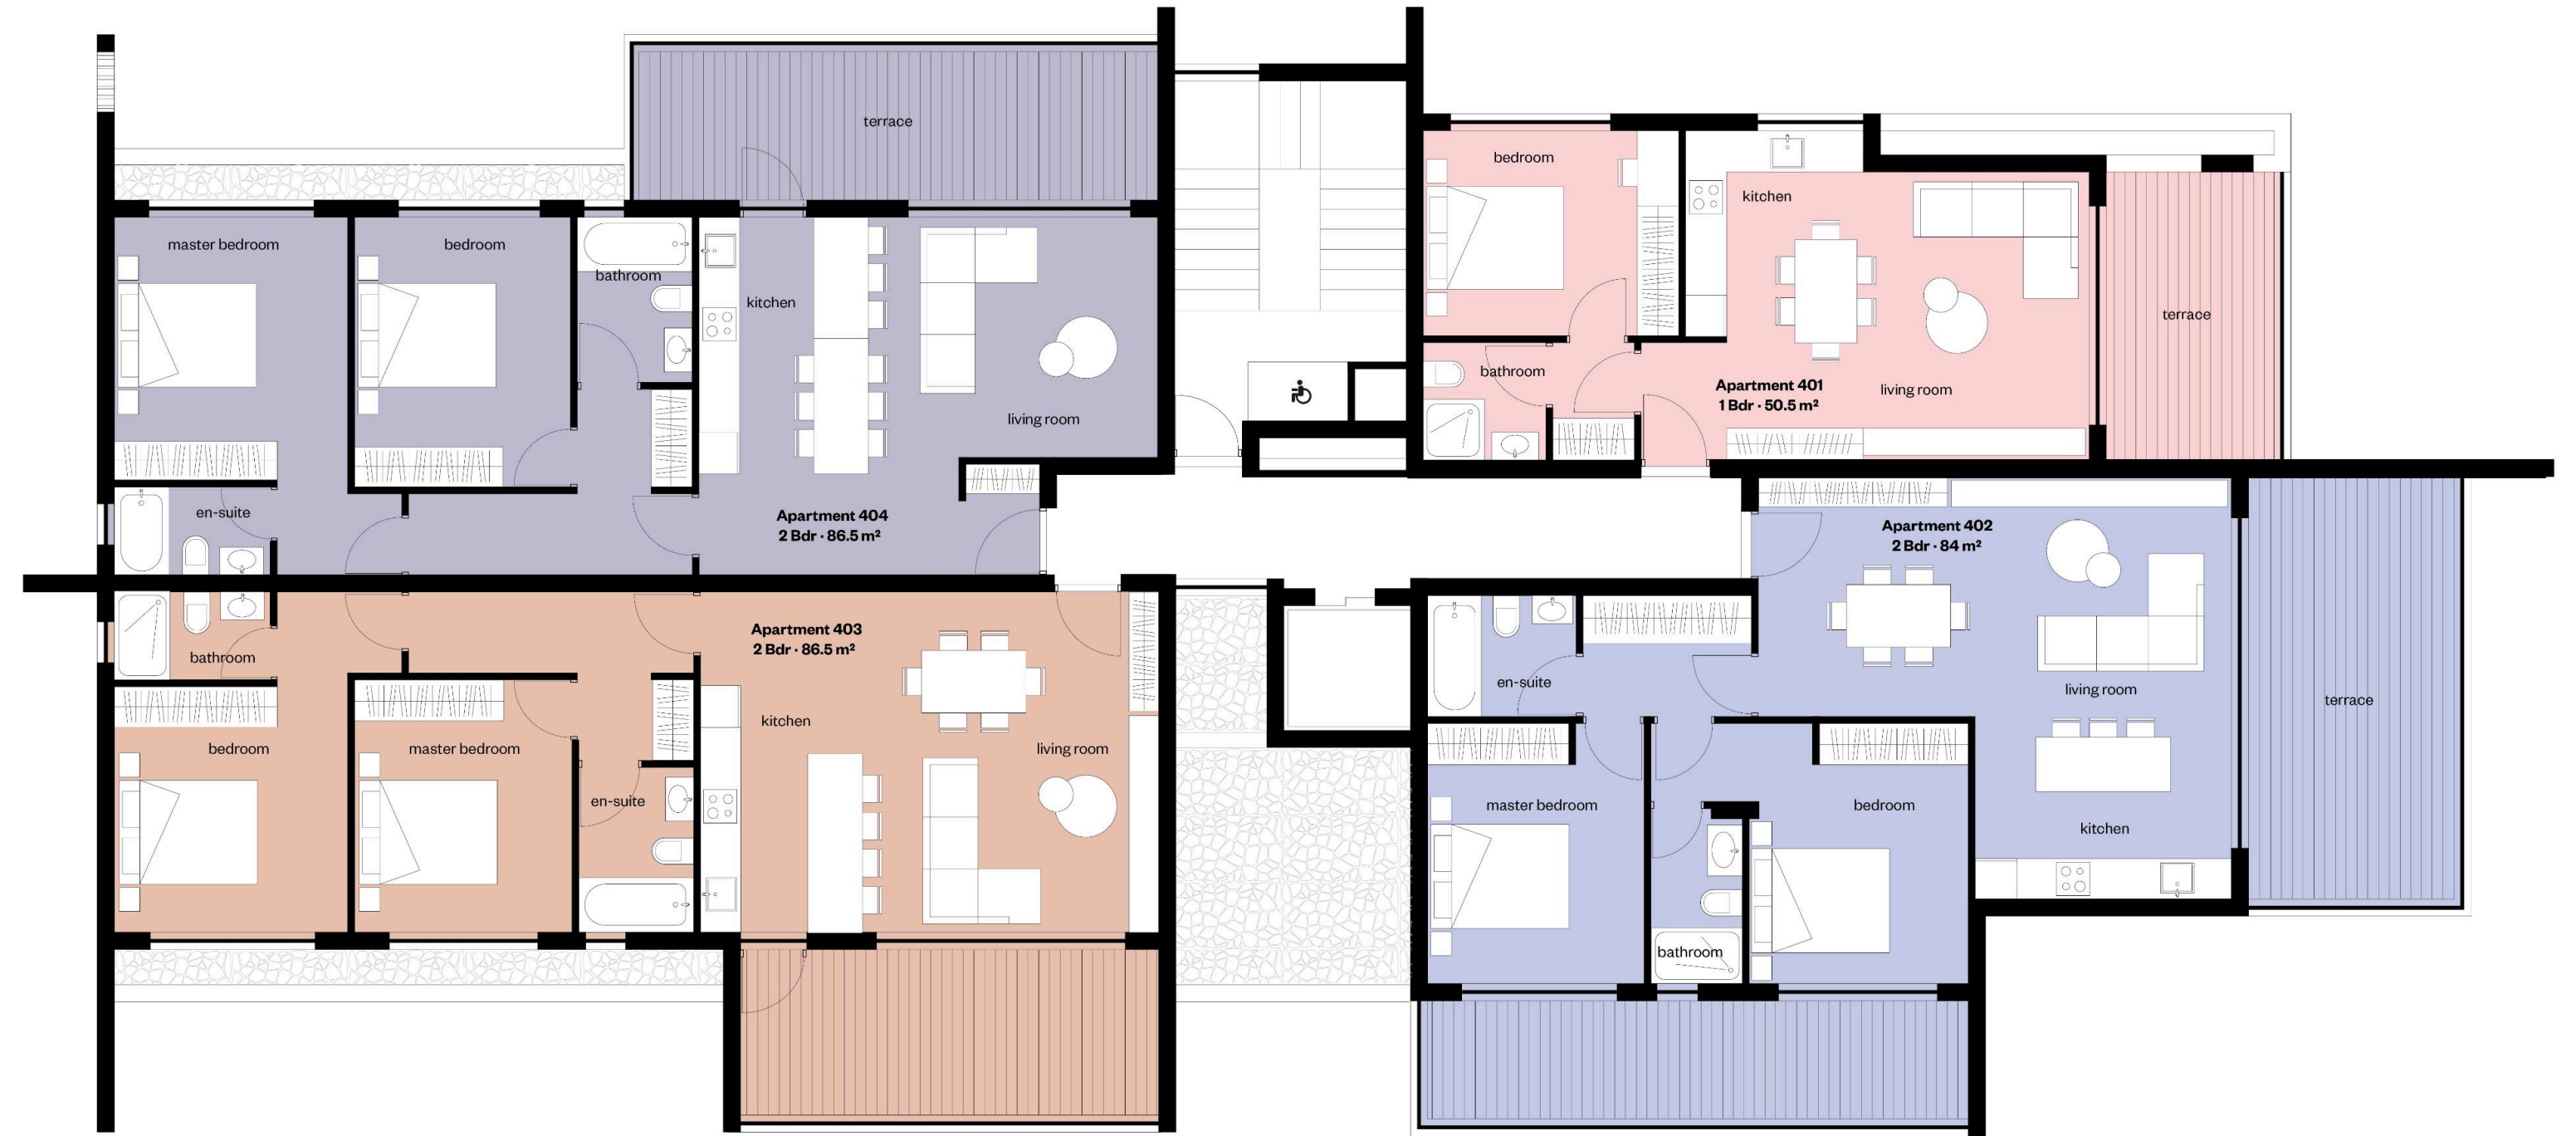 terrace
master bedroom
bedroom
bathroom
kitchen
living room
en-suite
Apartment 404
2 Bdr · 86.5 m²
bedroom
kitchen
terrace
bathroom
Apartment 401
1 Bdr · 50.5 m²
living room
bathroom
Apartment 403
2 Bdr · 86.5 m²
kitchen
bedroom
master bedroom
living room
en-suite
Apartment 402
2 Bdr · 84 m²
en-suite
living room
terrace
master bedroom
bedroom
kitchen
bathroom